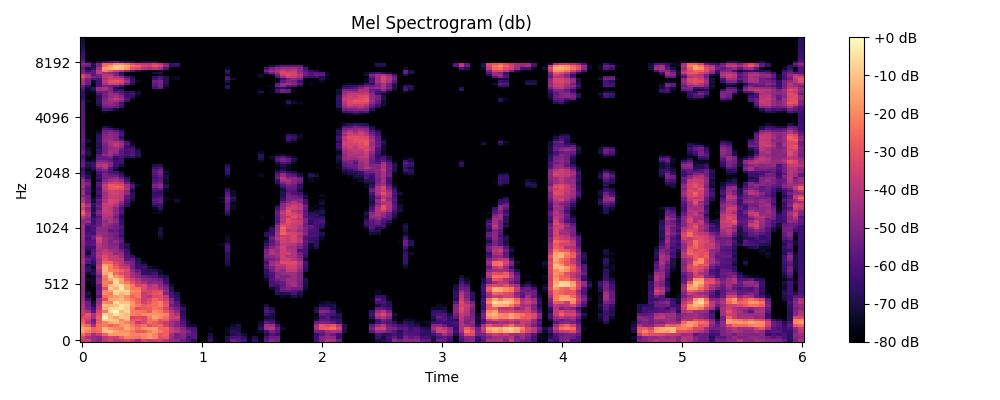 Mel Spectrogram (db)
8192
4096
2048
1024
512
0
Hz
0 1 2 3 4 5 6
Time
+0 dB
-10 dB
-20 dB
-30 dB
-40 dB
-50 dB
-60 dB
-70 dB
-80 dB